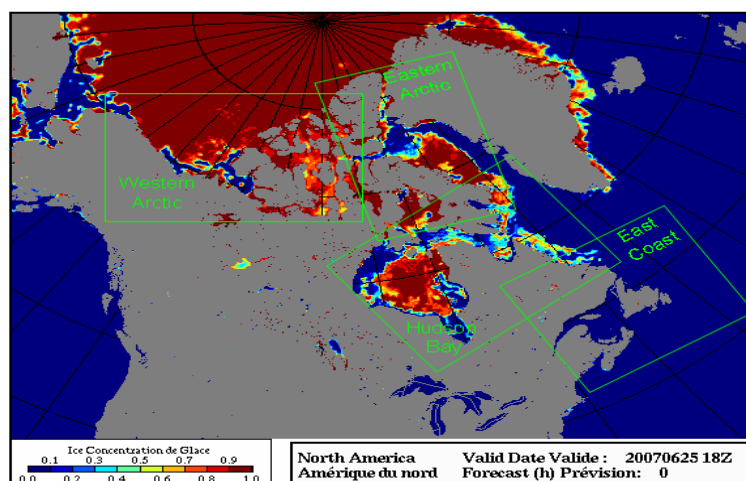 Eastern
Arctic
Western
Arctic
East
Coast
Hudson
Bay
Ice Concentration de Glace
0.1 0.3 0.5 0.7 0.9
0.0 0.2 0.4 0.6 0.8 1.0
North America Valid Date Valide : 20070625 18Z
Amérique du nord Forecast (h) Prévision: 0